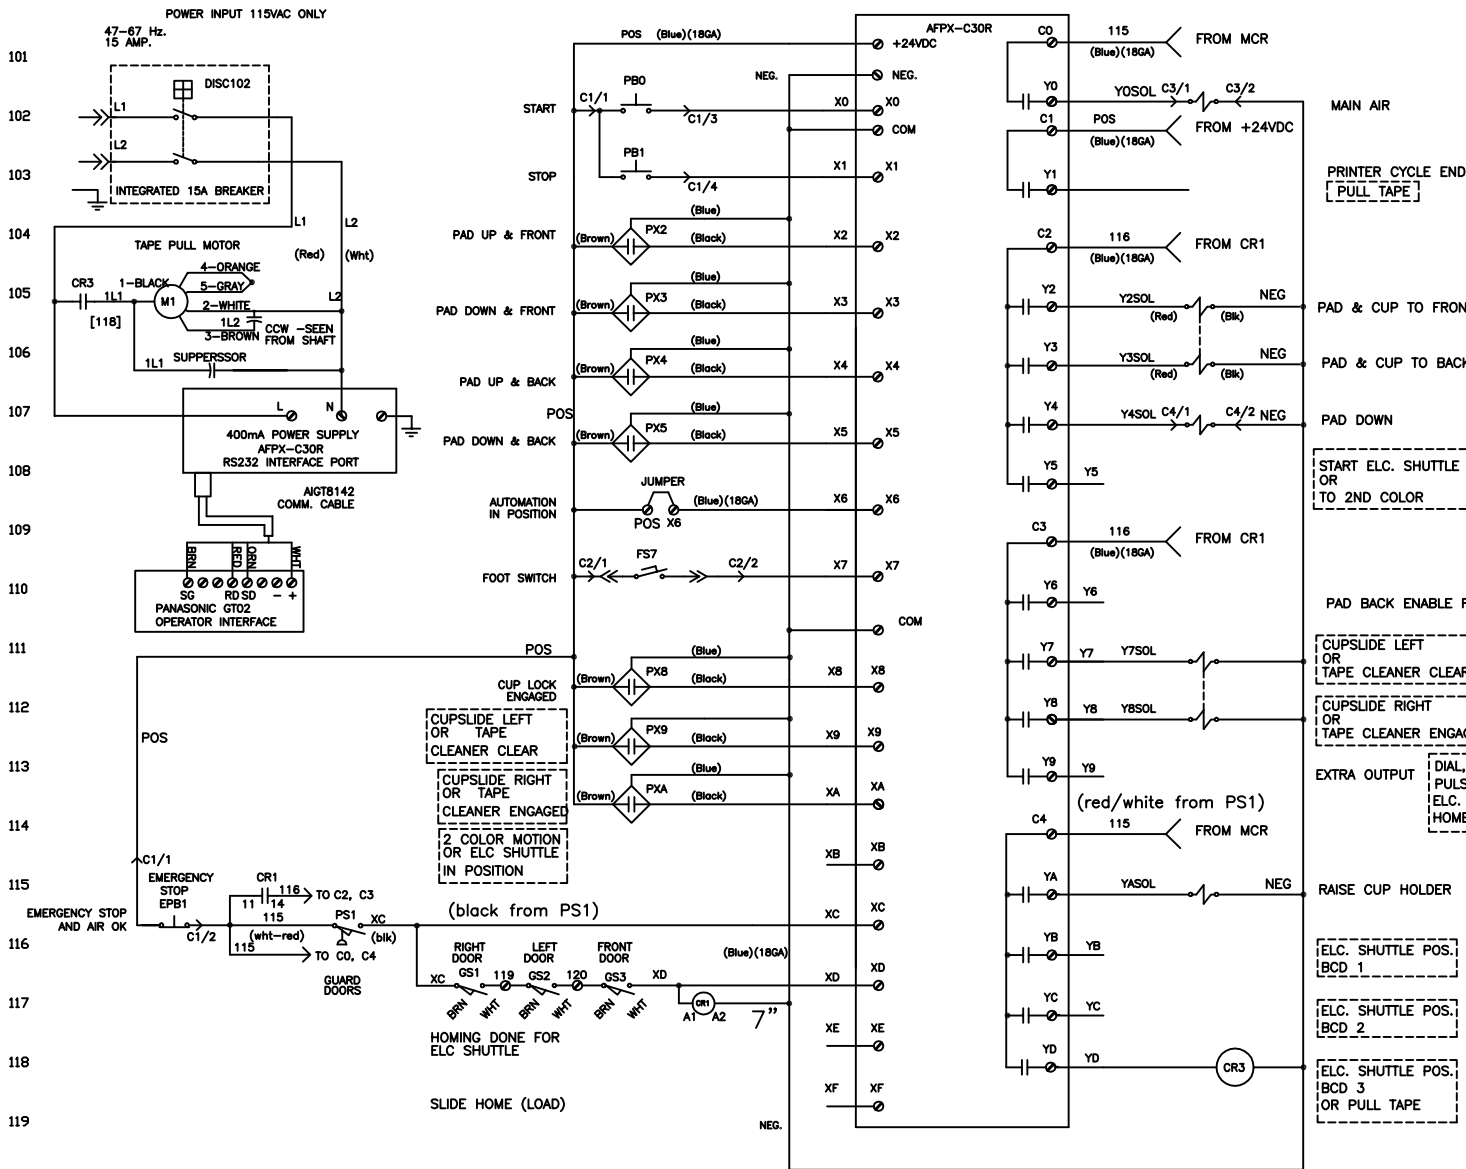 POWER INPUT 115VAC ONLY
47-67 Hz.
15 AMP.
101
102
103
104
105
106
107
108
109
110
111
112
113
114
115
116
117
118
119
DISC102
L1
L2
INTEGRATED 15A BREAKER
L1
L2
(Red)
(Wht)
TAPE PULL MOTOR
4-ORANGE
CR3
1-BLACK
5-GRAY
L2
1L1
M1
2-WHITE
[118]
1L2
3-BROWN
CCW -SEEN
FROM SHAFT
SUPPERSSOR
1L1
L
N
400mA POWER SUPPLY
AFPX-C30R
RS232 INTERFACE PORT
AIGT8142
COMM. CABLE
BRN
RED
ORN
WHT
SG
RD
SD
-
+
PANASONIC GT02
OPERATOR INTERFACE
POS
POS
C1/1
EMERGENCY
STOP
EPB1
EMERGENCY STOP
AND AIR OK
C1/2
CR1
11
14
116
TO C2, C3
115
(wht-red)
115
TO C0, C4
PS1
XC
(blk)
GUARD
DOORS
(black from PS1)
RIGHT
DOOR
LEFT
DOOR
FRONT
DOOR
XC
GS1
119
GS2
120
GS3
XD
BRN
WHT
BRN
WHT
BRN
WHT
CR1
A1
A2
7"
(Blue)(18GA)
HOMING DONE FOR
ELC SHUTTLE
SLIDE HOME (LOAD)
POS
(Blue)(18GA)
NEG.
START
C1/1
PB0
C1/3
X0
STOP
PB1
C1/4
X1
PAD UP & FRONT
(Brown)
PX2
(Blue)
(Black)
X2
PAD DOWN & FRONT
(Brown)
PX3
(Blue)
(Black)
X3
PAD UP & BACK
(Brown)
PX4
(Blue)
(Black)
X4
POS
PAD DOWN & BACK
(Brown)
PX5
(Blue)
(Black)
X5
AUTOMATION
IN POSITION
JUMPER
POS
X6
(Blue)(18GA)
X6
FOOT SWITCH
C2/1
FS7
C2/2
X7
CUP LOCK
ENGAGED
(Brown)
PX8
(Blue)
(Black)
X8
CUPSLIDE LEFT
OR TAPE
CLEANER CLEAR
(Brown)
PX9
(Black)
X9
CUPSLIDE RIGHT
OR TAPE
CLEANER ENGAGED
(Brown)
PXA
(Blue)
(Black)
XA
2 COLOR MOTION
OR ELC SHUTTLE
IN POSITION
XB
XC
XD
XE
XF
NEG.
AFPX-C30R
+24VDC
NEG.
X0
COM
X1
X2
X3
X4
X5
X6
X7
COM
X8
X9
XA
XB
XC
XD
XE
XF
C0
115
(Blue)(18GA)
FROM MCR
Y0
Y0SOL
C3/1
C3/2
MAIN AIR
C1
POS
(Blue)(18GA)
FROM +24VDC
Y1
PRINTER CYCLE END
PULL TAPE
C2
116
(Blue)(18GA)
FROM CR1
Y2
Y2SOL
(Red)
(Blk)
NEG
PAD & CUP TO FRON
Y3
Y3SOL
(Red)
(Blk)
NEG
PAD & CUP TO BACK
Y4
Y4SOL
C4/1
C4/2
NEG
PAD DOWN
Y5
Y5
START ELC. SHUTTLE
OR
TO 2ND COLOR
C3
116
(Blue)(18GA)
FROM CR1
Y6
Y6
PAD BACK ENABLE F
Y7
Y7
Y7SOL
CUPSLIDE LEFT
OR
TAPE CLEANER CLEAR
Y8
Y8
Y8SOL
CUPSLIDE RIGHT
OR
TAPE CLEANER ENGAG
Y9
Y9
EXTRA OUTPUT
DIAL,
PULS
ELC.
HOME
(red/white from PS1)
C4
115
FROM MCR
YA
YASOL
NEG
RAISE CUP HOLDER
YB
YB
ELC. SHUTTLE POS.
BCD 1
YC
YC
ELC. SHUTTLE POS.
BCD 2
YD
YD
CR3
ELC. SHUTTLE POS.
BCD 3
OR PULL TAPE